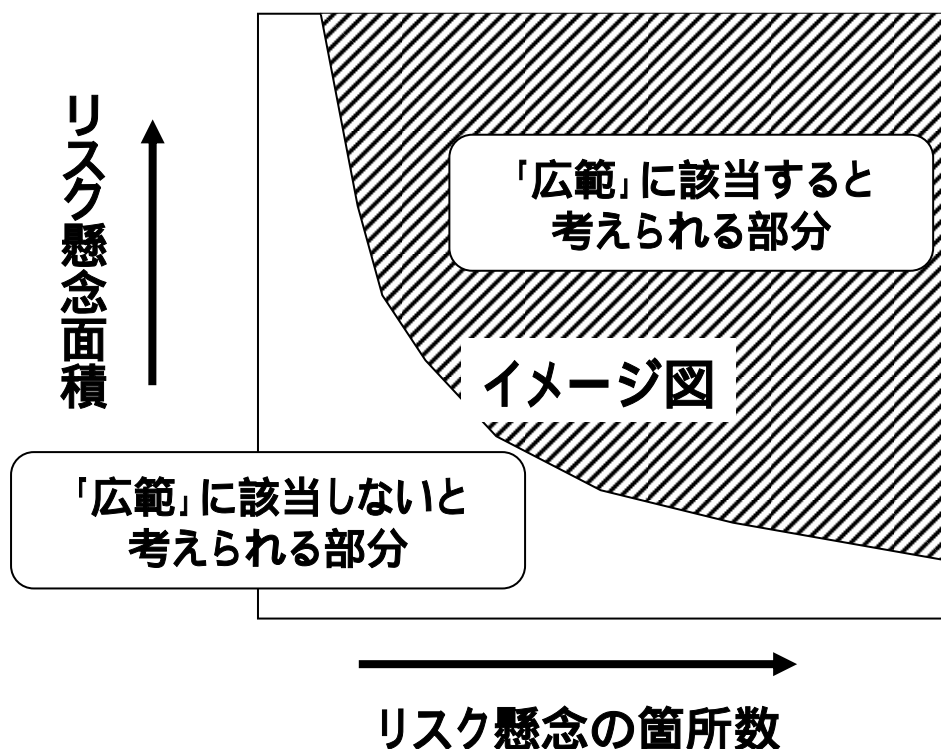 リスク懸念面積
「広範」に該当すると
考えられる部分
イメージ図
「広範」に該当しないと
考えられる部分
リスク懸念の箇所数